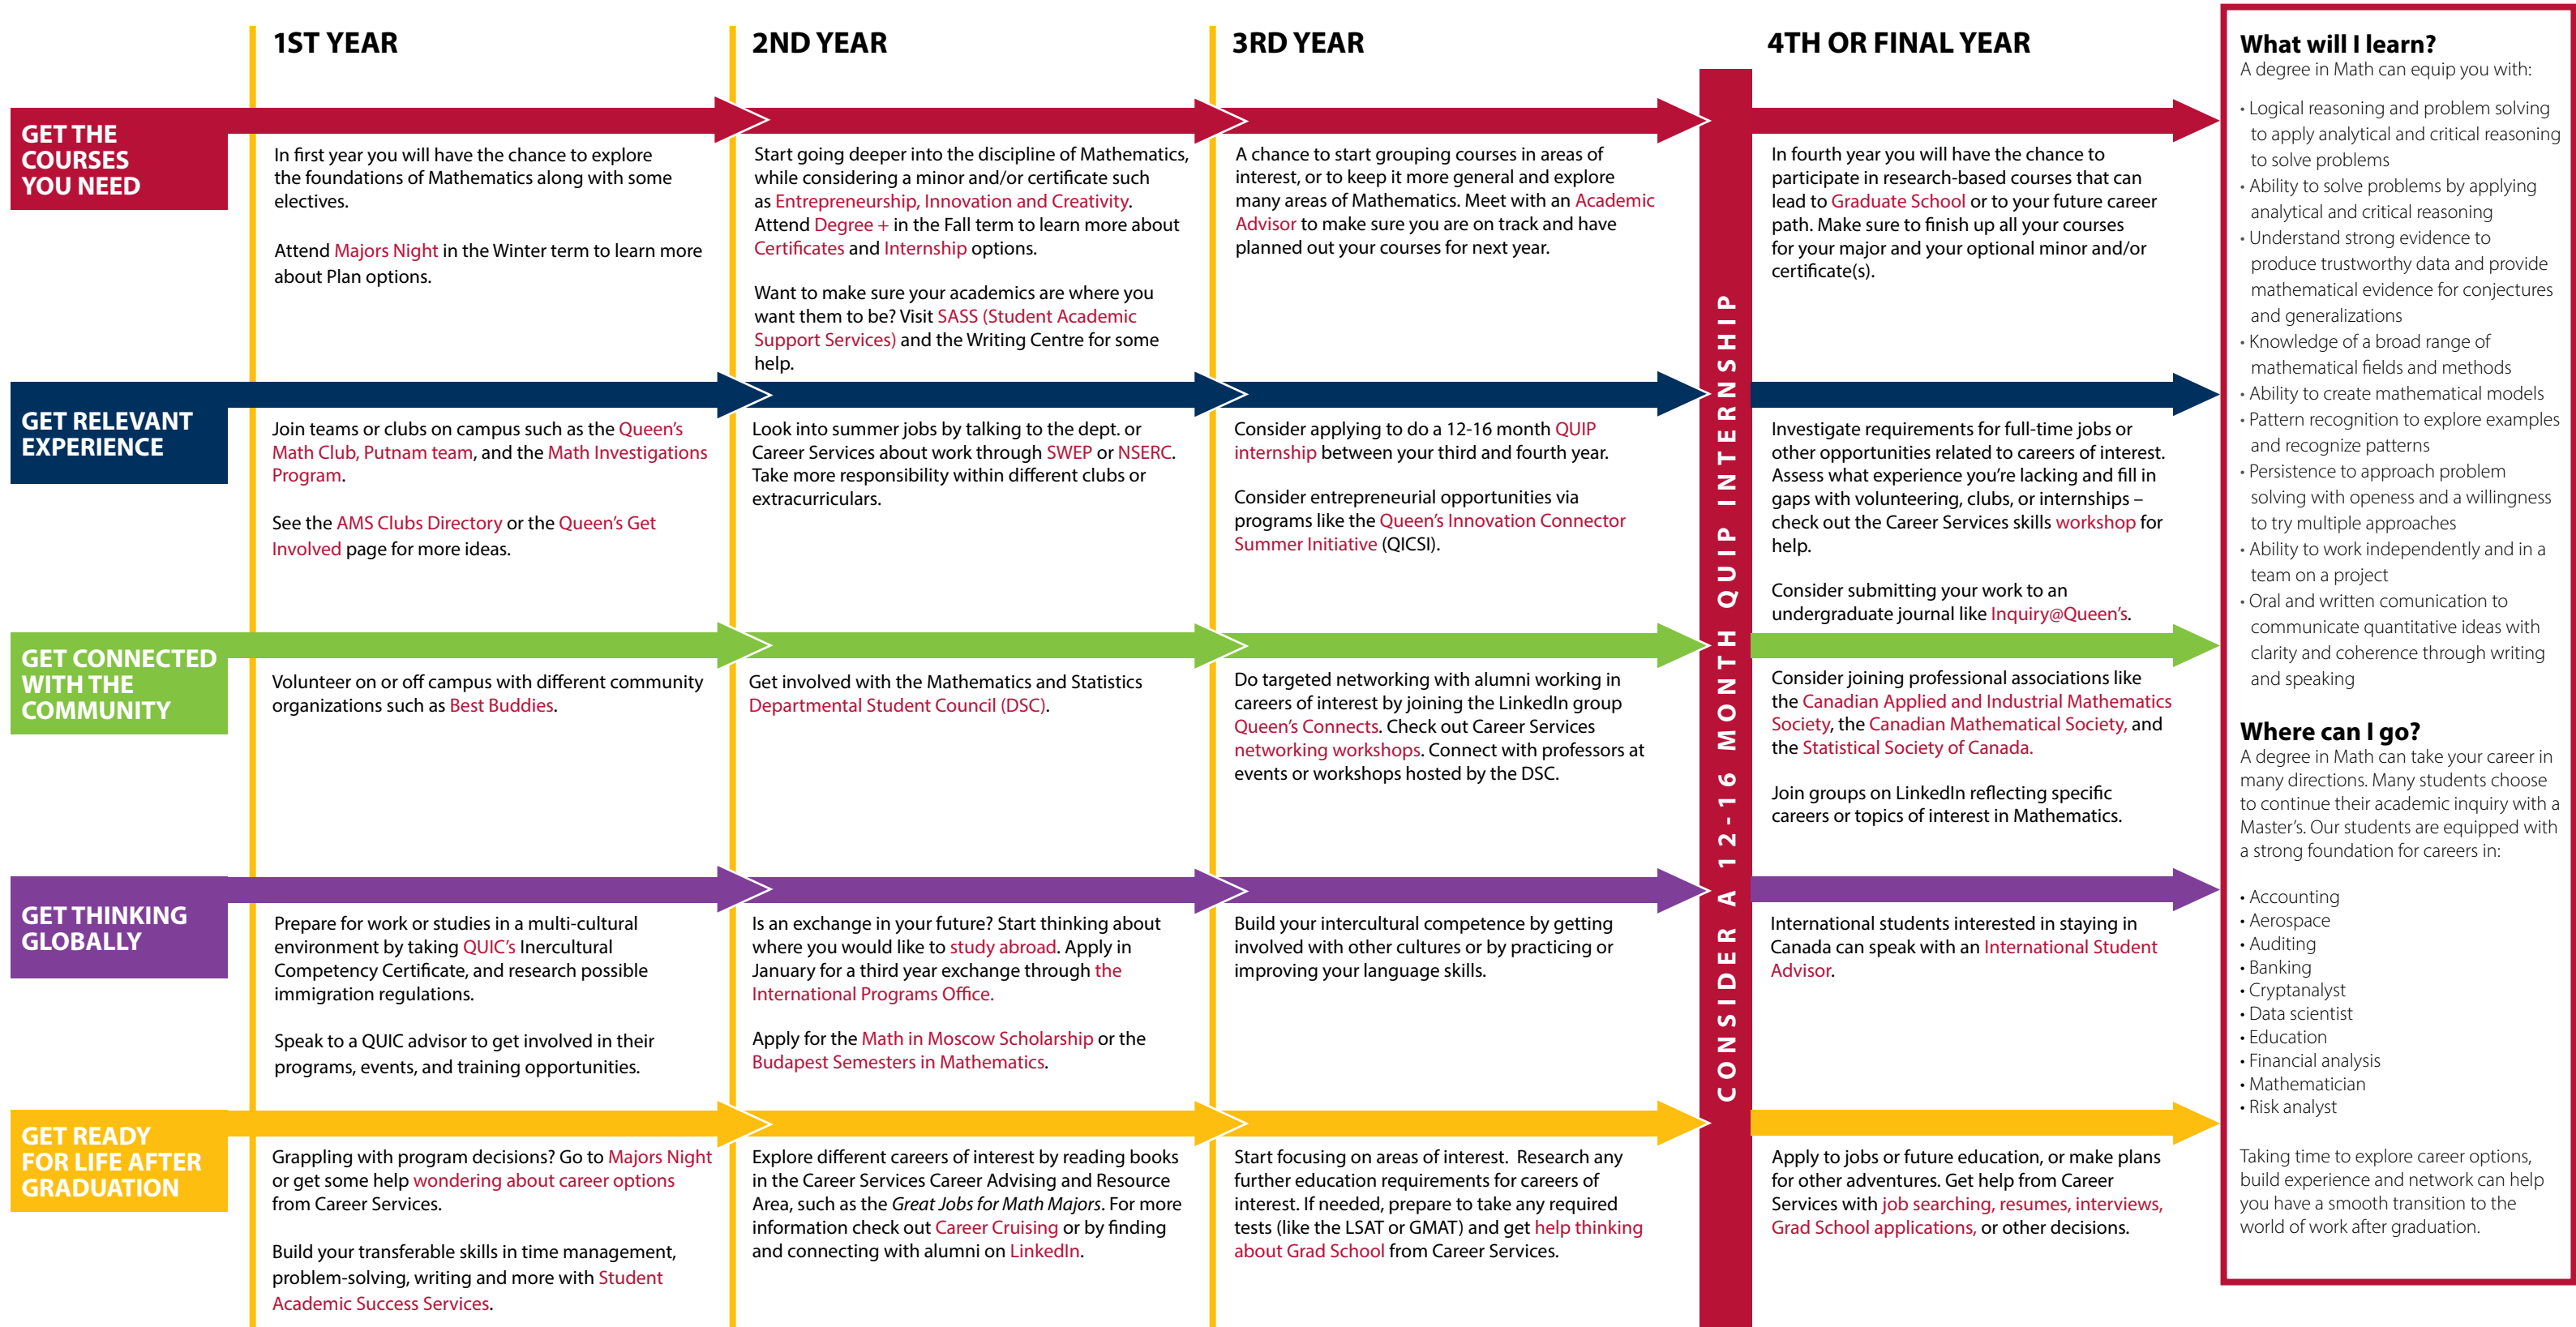 1ST YEAR
2ND YEAR
3RD YEAR
4TH OR FINAL YEAR
GET THE
COURSES
YOU NEED
In first year you will have the chance to explore
the foundations of Mathematics along with some
electives.
Attend Majors Night in the Winter term to learn more
about Plan options.
Start going deeper into the discipline of Mathematics,
while considering a minor and/or certificate such
as Entrepreneurship, Innovation and Creativity.
Attend Degree + in the Fall term to learn more about
Certificates and Internship options.
Want to make sure your academics are where you
want them to be? Visit SASS (Student Academic
Support Services) and the Writing Centre for some
help.
A chance to start grouping courses in areas of
interest, or to keep it more general and explore
many areas of Mathematics. Meet with an Academic
Advisor to make sure you are on track and have
planned out your courses for next year.
In fourth year you will have the chance to
participate in research-based courses that can
lead to Graduate School or to your future career
path. Make sure to finish up all your courses
for your major and your optional minor and/or
certificate(s).
GET RELEVANT
EXPERIENCE
Join teams or clubs on campus such as the Queen's
Math Club, Putnam team, and the Math Investigations
Program.
See the AMS Clubs Directory or the Queen's Get
Involved page for more ideas.
Look into summer jobs by talking to the dept. or
Career Services about work through SWEP or NSERC.
Take more responsibility within different clubs or
extracurriculars.
Consider applying to do a 12-16 month QUIP
internship between your third and fourth year.
Consider entrepreneurial opportunities via
programs like the Queen's Innovation Connector
Summer Initiative (QICSI).
Investigate requirements for full-time jobs or
other opportunities related to careers of interest.
Assess what experience you're lacking and fill in
gaps with volunteering, clubs, or internships –
check out the Career Services skills workshop for
help.
Consider submitting your work to an
undergraduate journal like Inquiry@Queen's.
GET CONNECTED
WITH THE
COMMUNITY
Volunteer on or off campus with different community
organizations such as Best Buddies.
Get involved with the Mathematics and Statistics
Departmental Student Council (DSC).
Do targeted networking with alumni working in
careers of interest by joining the LinkedIn group
Queen's Connects. Check out Career Services
networking workshops. Connect with professors at
events or workshops hosted by the DSC.
Consider joining professional associations like
the Canadian Applied and Industrial Mathematics
Society, the Canadian Mathematical Society, and
the Statistical Society of Canada.
Join groups on LinkedIn reflecting specific
careers or topics of interest in Mathematics.
GET THINKING
GLOBALLY
Prepare for work or studies in a multi-cultural
environment by taking QUIC's Inercultural
Competency Certificate, and research possible
immigration regulations.
Speak to a QUIC advisor to get involved in their
programs, events, and training opportunities.
Is an exchange in your future? Start thinking about
where you would like to study abroad. Apply in
January for a third year exchange through the
International Programs Office.
Apply for the Math in Moscow Scholarship or the
Budapest Semesters in Mathematics.
Build your intercultural competence by getting
involved with other cultures or by practicing or
improving your language skills.
International students interested in staying in
Canada can speak with an International Student
Advisor.
GET READY
FOR LIFE AFTER
GRADUATION
Grappling with program decisions? Go to Majors Night
or get some help wondering about career options
from Career Services.
Build your transferable skills in time management,
problem-solving, writing and more with Student
Academic Success Services.
Explore different careers of interest by reading books
in the Career Services Career Advising and Resource
Area, such as the Great Jobs for Math Majors. For more
information check out Career Cruising or by finding
and connecting with alumni on LinkedIn.
Start focusing on areas of interest. Research any
further education requirements for careers of
interest. If needed, prepare to take any required
tests (like the LSAT or GMAT) and get help thinking
about Grad School from Career Services.
Apply to jobs or future education, or make plans
for other adventures. Get help from Career
Services with job searching, resumes, interviews,
Grad School applications, or other decisions.
CONSIDER A 12-16 MONTH QUIP INTERNSHIP
What will I learn?
A degree in Math can equip you with:
• Logical reasoning and problem solving
to apply analytical and critical reasoning
to solve problems
• Ability to solve problems by applying
analytical and critical reasoning
• Understand strong evidence to
produce trustworthy data and provide
mathematical evidence for conjectures
and generalizations
• Knowledge of a broad range of
mathematical fields and methods
• Ability to create mathematical models
• Pattern recognition to explore examples
and recognize patterns
• Persistence to approach problem
solving with openess and a willingness
to try multiple approaches
• Ability to work independently and in a
team on a project
• Oral and written comunication to
communicate quantitative ideas with
clarity and coherence through writing
and speaking
Where can I go?
A degree in Math can take your career in
many directions. Many students choose
to continue their academic inquiry with a
Master's. Our students are equipped with
a strong foundation for careers in:
• Accounting
• Aerospace
• Auditing
• Banking
• Cryptanalyst
• Data scientist
• Education
• Financial analysis
• Mathematician
• Risk analyst
Taking time to explore career options,
build experience and network can help
you have a smooth transition to the
world of work after graduation.